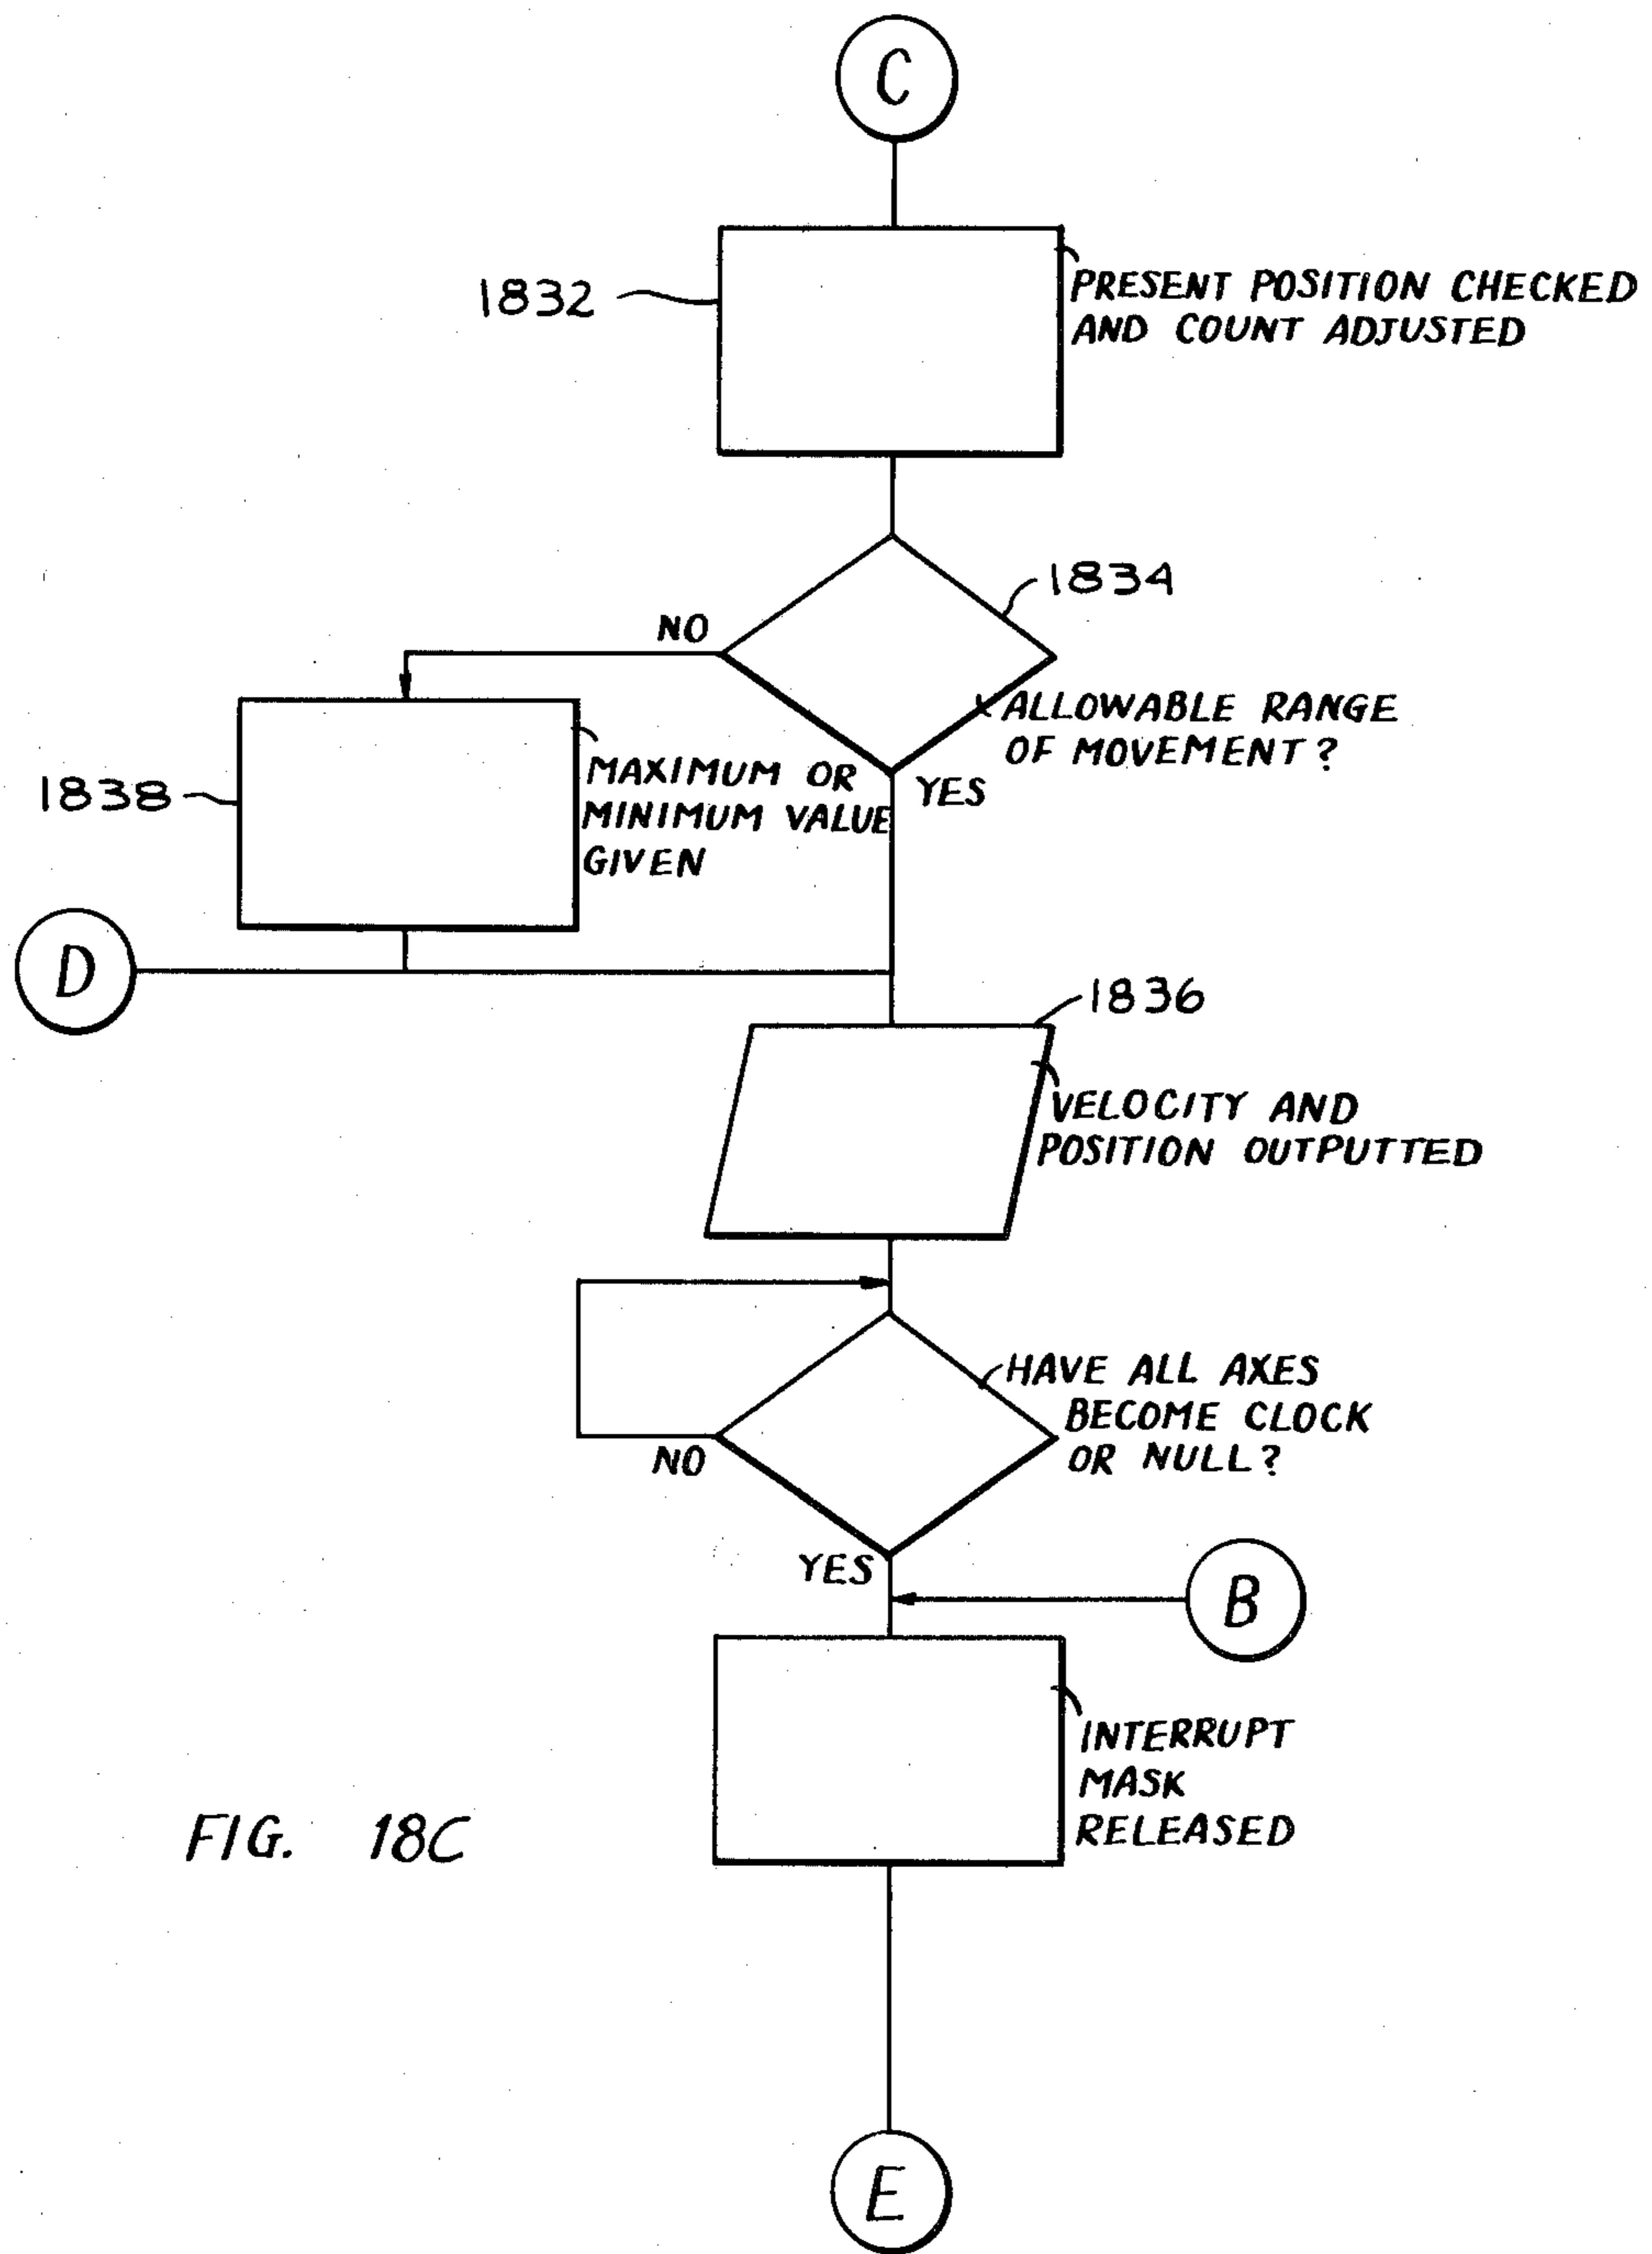 C
1832
PRESENT POSITION CHECKED
AND COUNT ADJUSTED
1834
NO
ALLOWABLE RANGE
OF MOVEMENT?
YES
1838
MAXIMUM OR
MINIMUM VALUE
GIVEN
D
1836
VELOCITY AND
POSITION OUTPUTTED
HAVE ALL AXES
BECOME CLOCK
OR NULL?
NO
YES
B
INTERRUPT
MASK
RELEASED
FIG. 18C
E